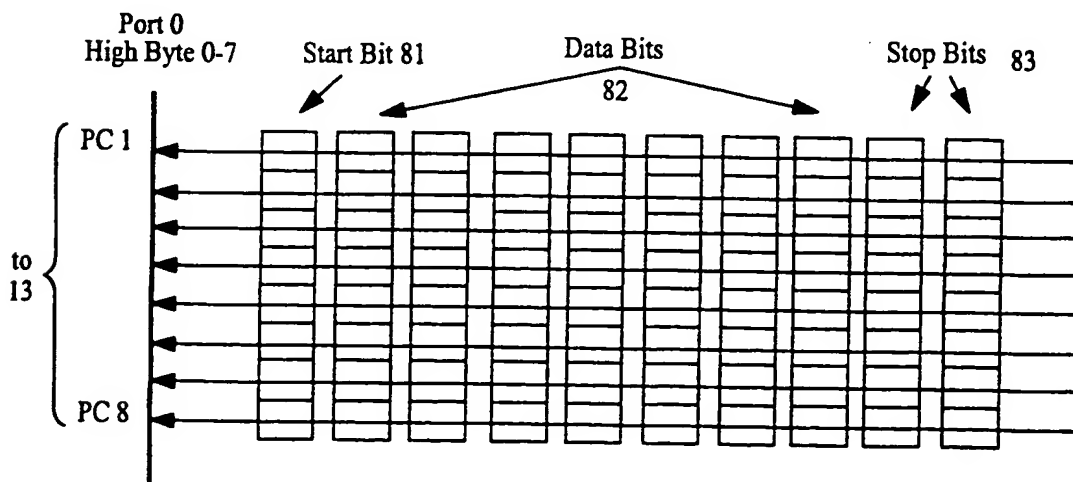 Port 0
High Byte 0-7
Start Bit 81
Data Bits
82
Stop Bits 83
PC 1
to
13
PC 8